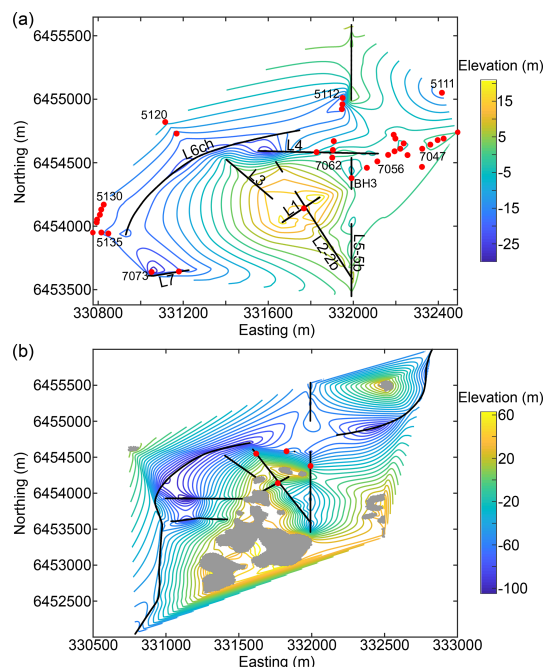 (a)
6455500
6455000
6454500
6454000
6453500
Northing (m)
330800
331200
331600
332000
332400
Easting (m)
Elevation (m)
15
5
-5
-15
-25
5111
5112
5120
L6ch
L4
7062
7056
7047
BH3
L3
L1
5130
5135
7073
L7
L2-2b
L5-5b
(b)
6455500
6455000
6454500
6454000
6453500
6453000
6452500
Northing (m)
330500
331000
331500
332000
332500
333000
Easting (m)
Elevation (m)
60
20
-20
-60
-100